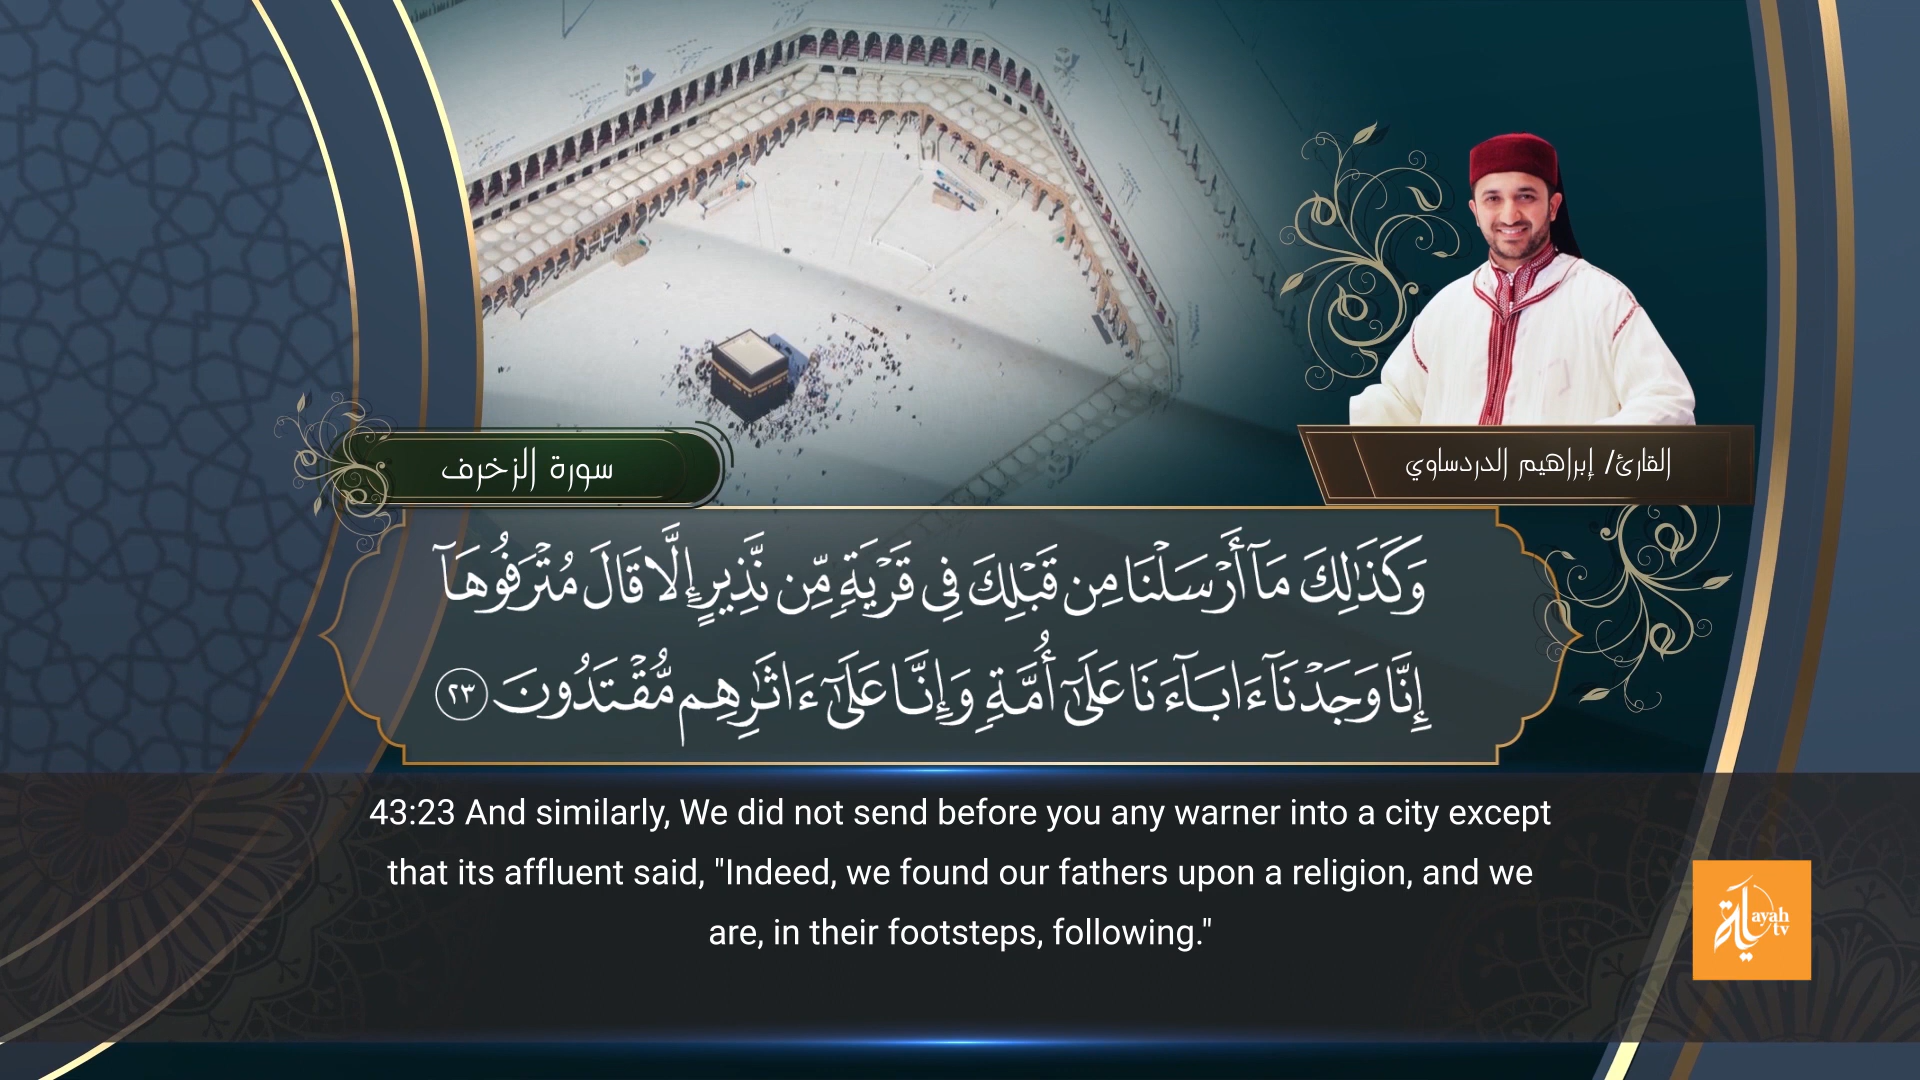 سورة الزخرف
القارئ/ إبراهيم الدردساوي
وَكَذَٰلِكَ مَآ أَرْسَلْنَا مِن قَبْلِكَ فِى قَرْيَةٍ مِّن نَّذِيرٍ إِلَّا قَالَ مُتْرَفُوهَآ
إِنَّا وَجَدْنَآ ءَابَآءَنَا عَلَىٰٓ أُمَّةٍ وَإِنَّا عَلَىٰٓ ءَاثَـٰرِهِم مُّقْتَدُونَ ٢٣
43:23 And similarly, We did not send before you any warner into a city except
that its affluent said, "Indeed, we found our fathers upon a religion, and we
are, in their footsteps, following."
آية
ayah
tv